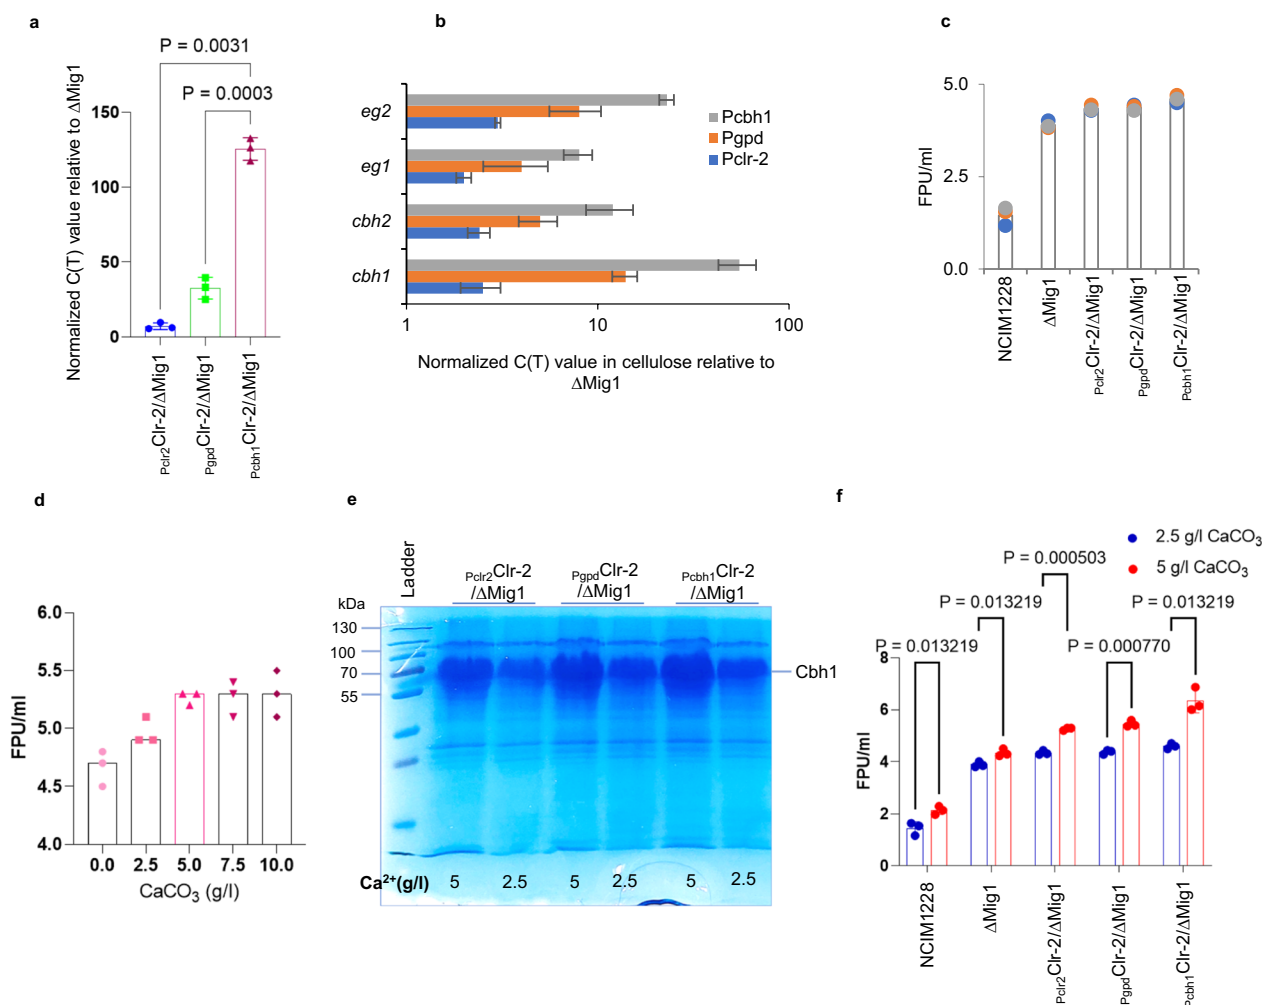 a
P = 0.0031
P = 0.0003
Normalized C(T) value relative to ΔMig1
150
100
50
0
Pclr2Clr-2/ΔMig1
PgpdClr-2/ΔMig1
Pcbh1Clr-2/ΔMig1
b
eg2
eg1
cbh2
cbh1
Pcbh1
Pgpd
Pclr-2
1
10
100
Normalized C(T) value in cellulose relative to
ΔMig1
c
FPU/ml
5.0
2.5
0.0
NCIM1228
ΔMig1
Pclr2Clr-2/ΔMig1
PgpdClr-2/ΔMig1
Pcbh1Clr-2/ΔMig1
d
FPU/ml
6.0
5.5
5.0
4.5
4.0
0.0
2.5
5.0
7.5
10.0
CaCO3 (g/l)
e
Ladder
Pclr2Clr-2
/ΔMig1
PgpdClr-2
/ΔMig1
Pcbh1Clr-2
/ΔMig1
kDa
130
100
70
55
Cbh1
Ca2+(g/l)
5
2.5
5
2.5
5
2.5
f
2.5 g/l CaCO3
5 g/l CaCO3
P = 0.000503
P = 0.013219
P = 0.013219
P = 0.013219
P = 0.000770
FPU/ml
8
6
4
2
0
NCIM1228
ΔMig1
Pclr2Clr-2/ΔMig1
PgpdClr-2/ΔMig1
Pcbh1Clr-2/ΔMig1